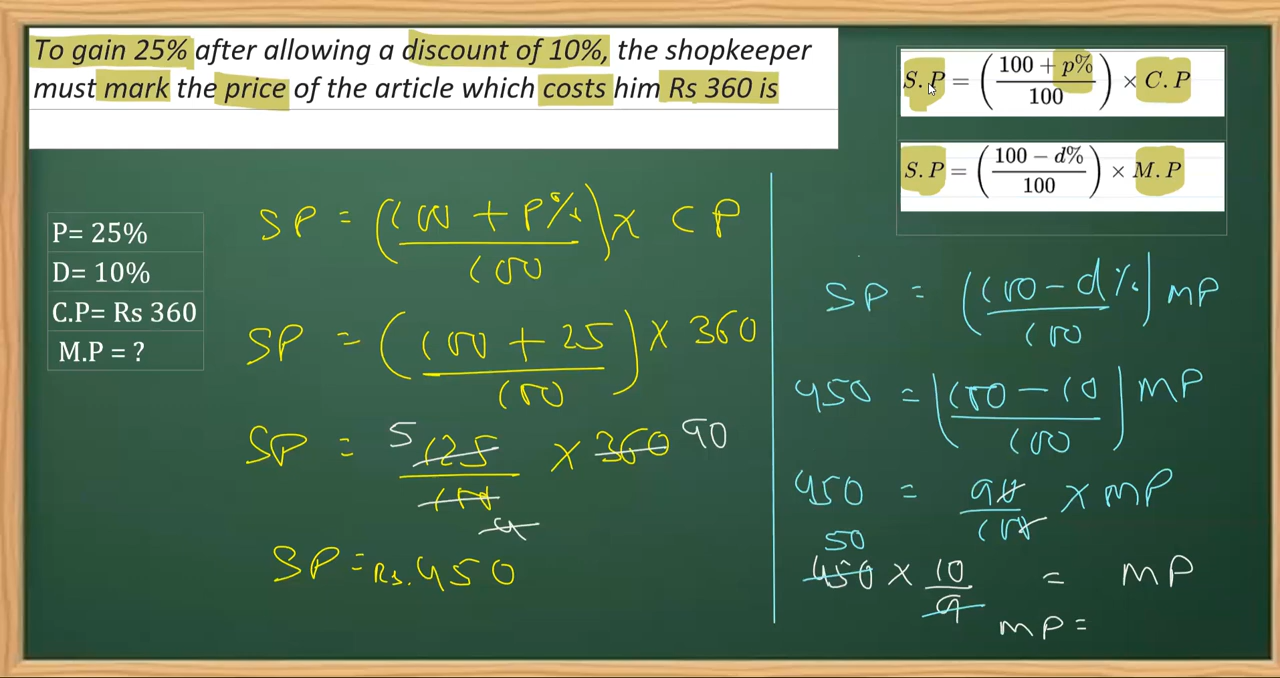 To gain 25% after allowing a discount of 10%, the shopkeeper
must mark the price of the article which costs him Rs 360 is
S.P = ((100 + p%)/100) × C.P
S.P = ((100 − d%)/100) × M.P
P= 25%
D= 10%
C.P= Rs 360
M.P = ?
SP = ((100 + P%)/100) × CP
SP = ((100 + 25)/100) × 360
5 90
SP = 125/100 × 360
4
SP = Rs. 450
SP = ((100 − d%)/100) MP
450 = ((100 − 10)/100) MP
450 = 90/100 × MP
50
450 × 10/9 = MP
MP =